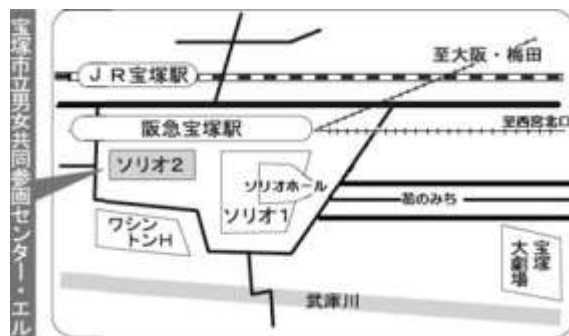 宝塚市立男女共同参画センター・エル
JR宝塚駅
至大阪・梅田
阪急宝塚駅
至西宮北口
ソリオ2
ソリオホール
ソリオ1
花のみち
ワシン
トンH
宝塚
大劇場
武庫川